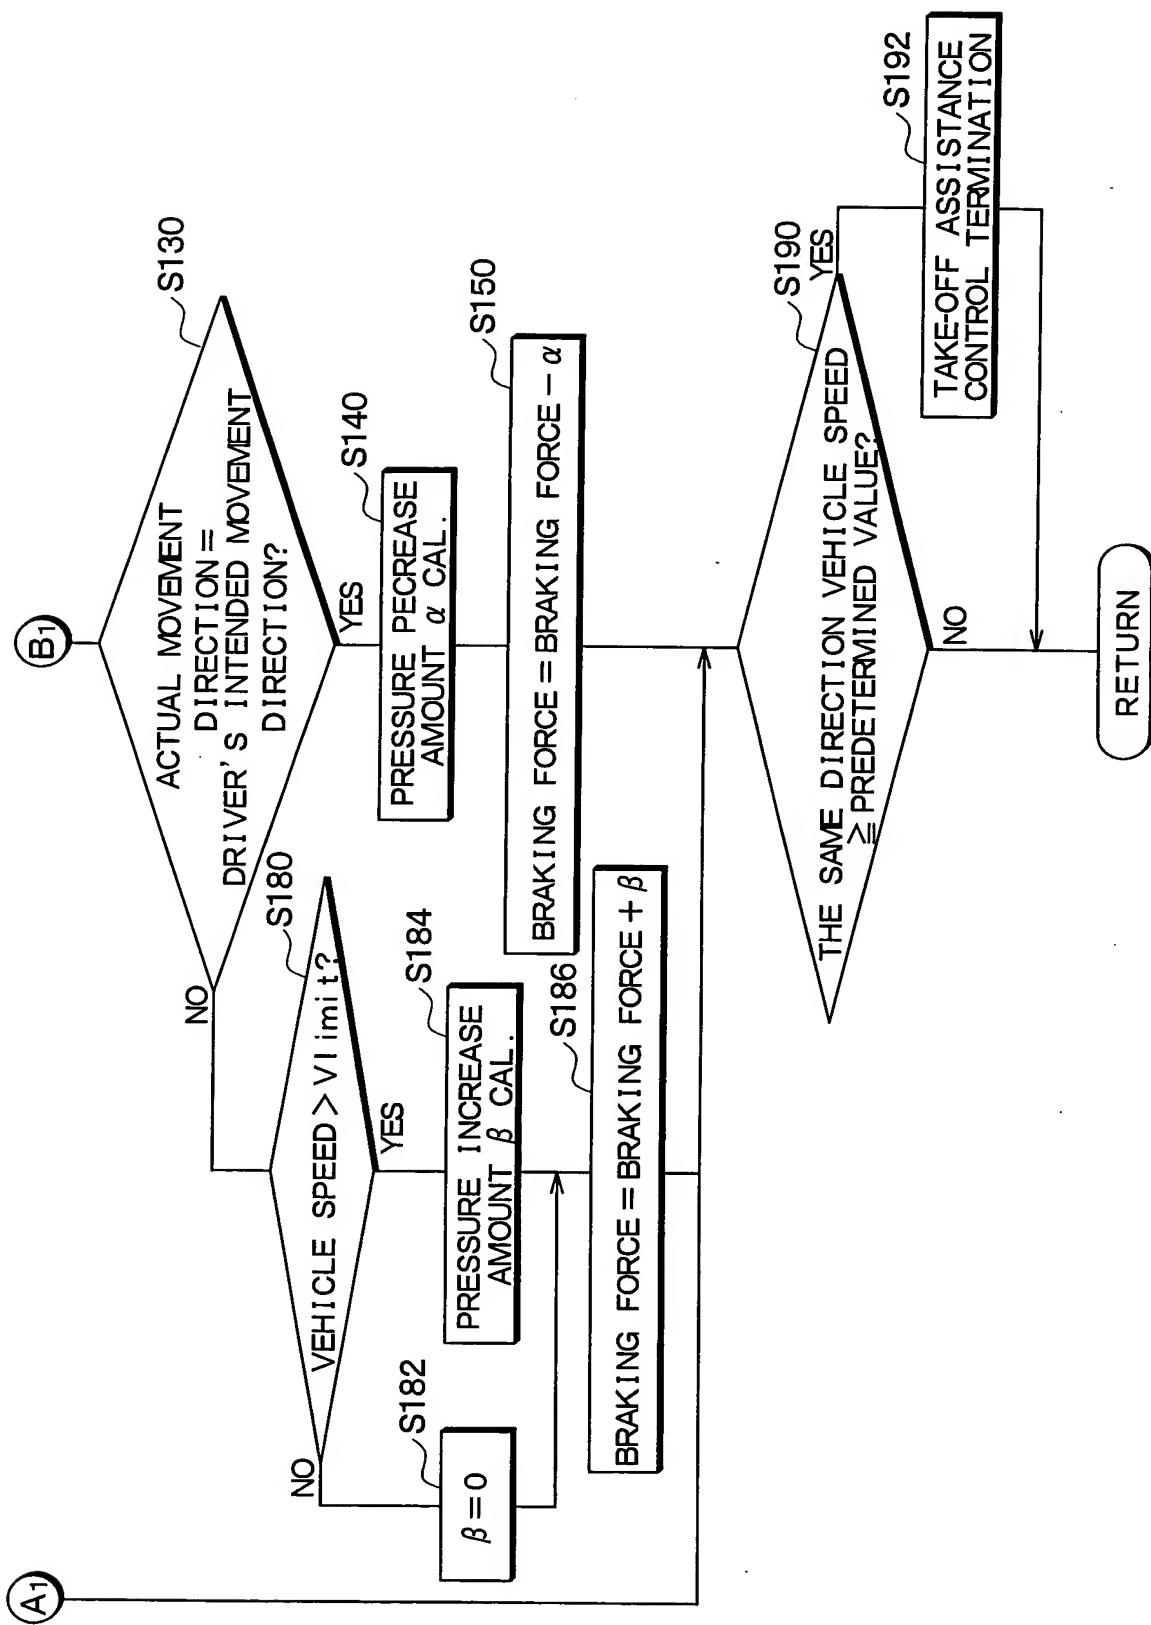 A1
B1
ACTUAL MOVEMENT
DIRECTION =
DRIVER'S INTENDED MOVEMENT
DIRECTION?
S130
NO
YES
VEHICLE SPEED > Vlimit?
S180
NO
YES
β = 0
S182
PRESSURE INCREASE
AMOUNT β CAL.
S184
PRESSURE PECREASE
AMOUNT α CAL.
S140
BRAKING FORCE = BRAKING FORCE - α
S150
BRAKING FORCE = BRAKING FORCE + β
S186
THE SAME DIRECTION VEHICLE SPEED
≧ PREDETERMINED VALUE?
S190
YES
NO
TAKE-OFF ASSISTANCE
CONTROL TERMINATION
S192
RETURN